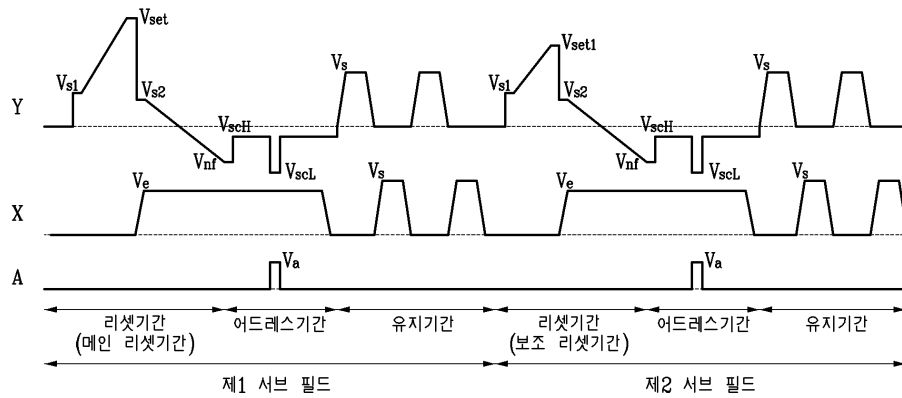 Vset
Vset1
Vs1
Vs2
Vs
Vs1
Vs2
Vs
Y
VscH
Vnf
VscL
VscH
Vnf
VscL
Ve
Vs
Ve
Vs
X
Va
Va
A
리셋기간
(메인 리셋기간)
어드레스기간
유지기간
리셋기간
(보조 리셋기간)
어드레스기간
유지기간
제1 서브 필드
제2 서브 필드